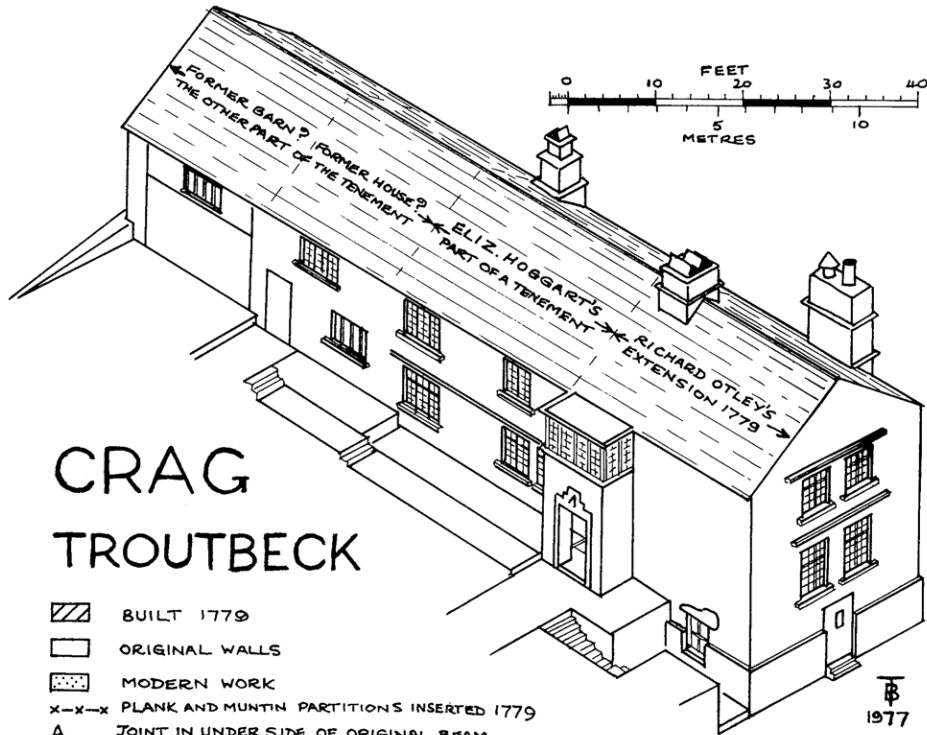 FEET
0 10 20 30 40
5 10
METRES
FORMER BARN? FORMER HOUSE?
THE OTHER PART OF THE TENEMENT
ELIZ. HOGGART'S
PART OF A TENEMENT
RICHARD OTLEY'S
EXTENSION 1779
CRAG
TROUTBECK
BUILT 1779
ORIGINAL WALLS
MODERN WORK
x-x-x PLANK AND MUNTIN PARTITIONS INSERTED 1779
A JOINT IN UNDER SIDE OF ORIGINAL BEAM
TB
1977